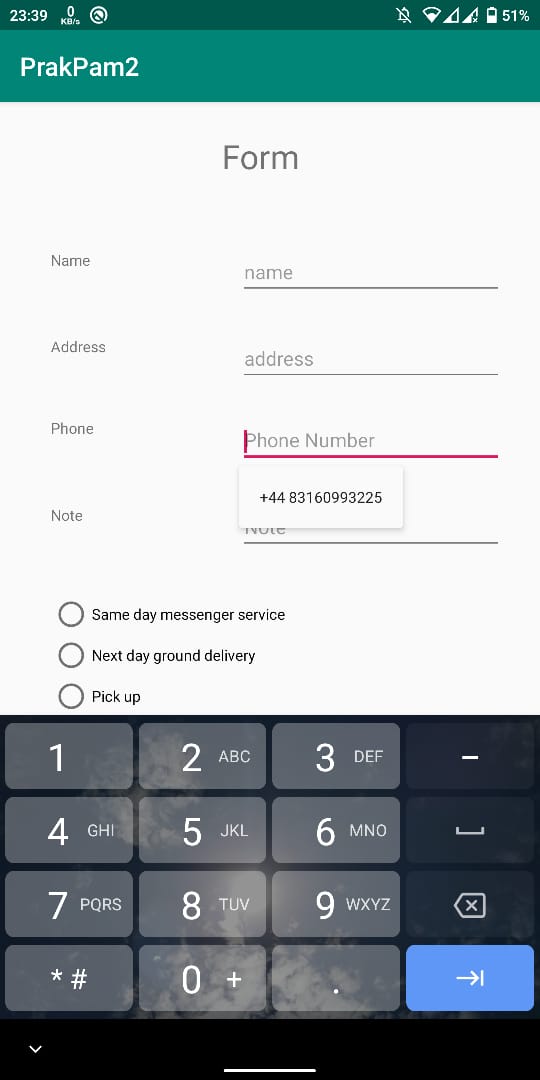 23:39 0 KB/s 51%
PrakPam2
Form
Name name
Address address
Phone Phone Number
+44 83160993225
Note Note
Same day messenger service
Next day ground delivery
Pick up
1 2 ABC 3 DEF −
4 GHI 5 JKL 6 MNO
7 PQRS 8 TUV 9 WXYZ
* # 0 + .